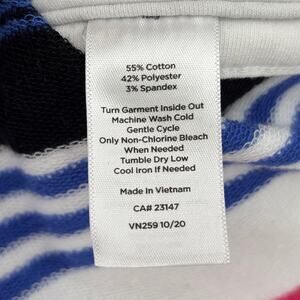 55% Cotton
42% Polyester
3% Spandex
Turn Garment Inside Out
Machine Wash Cold
Gentle Cycle
Only Non-Chlorine Bleach
When Needed
Tumble Dry Low
Cool Iron If Needed
Made In Vietnam
CA# 23147
VN259 10/20